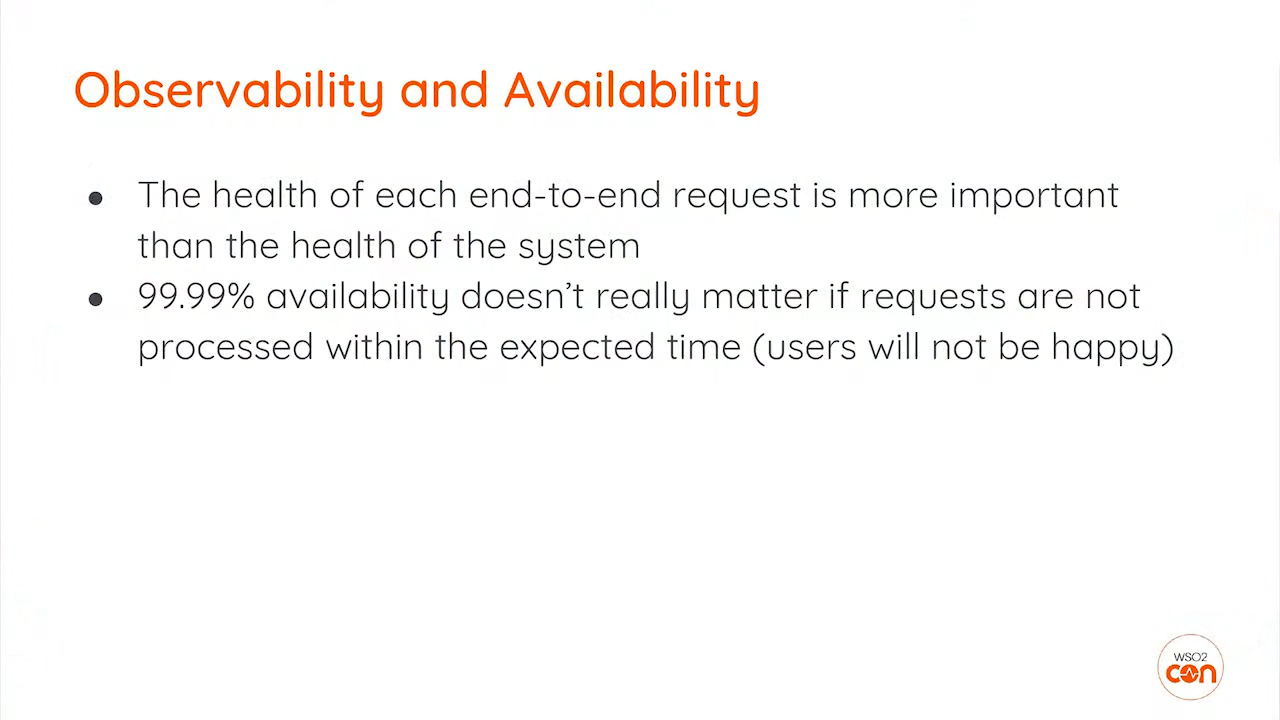 Observability and Availability
● The health of each end-to-end request is more important
than the health of the system
● 99.99% availability doesn't really matter if requests are not
processed within the expected time (users will not be happy)
WSO2
con